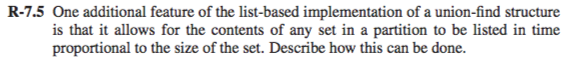 R-7.5 One additional feature of the list-based implementation of a union-find structure
is that it allows for the contents of any set in a partition to be listed in time
proportional to the size of the set. Describe how this can be done.